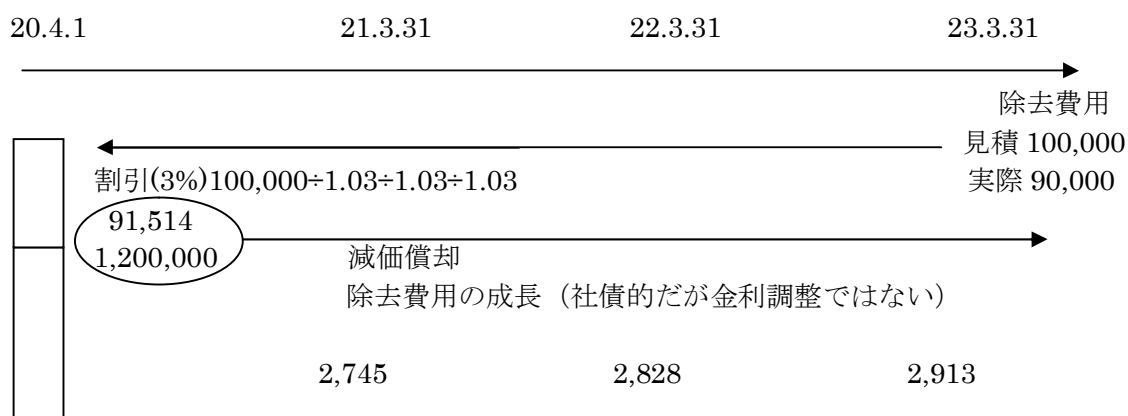 20.4.1 21.3.31 22.3.31 23.3.31
除去費用
見積 100,000
割引(3%)100,000÷1.03÷1.03÷1.03 実際 90,000
91,514
1,200,000 減価償却
除去費用の成長（社債的だが金利調整ではない）
2,745 2,828 2,913